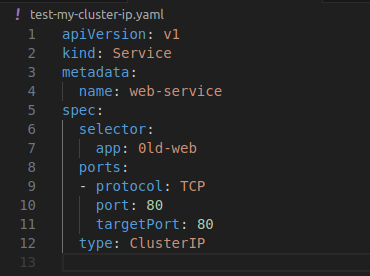 ! test-my-cluster-ip.yaml
1 apiVersion: v1
2 kind: Service
3 metadata:
4   name: web-service
5 spec:
6   selector:
7     app: 0ld-web
8   ports:
9   - protocol: TCP
10     port: 80
11     targetPort: 80
12   type: ClusterIP
13